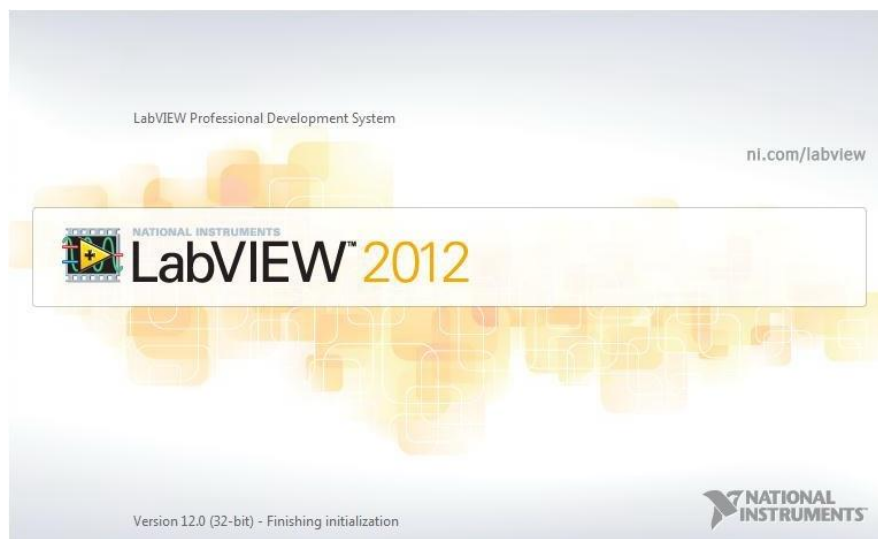 LabVIEW Professional Development System
ni.com/labview
NATIONAL INSTRUMENTS
LabVIEW™ 2012
Version 12.0 (32-bit) - Finishing initialization
NATIONAL
INSTRUMENTS™